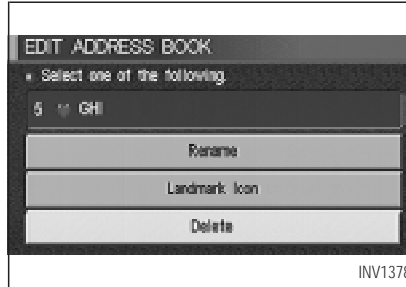 EDIT ADDRESS BOOK
Select one of the following.
5 GHI
Rename
Landmark Icon
Delete
INV1378